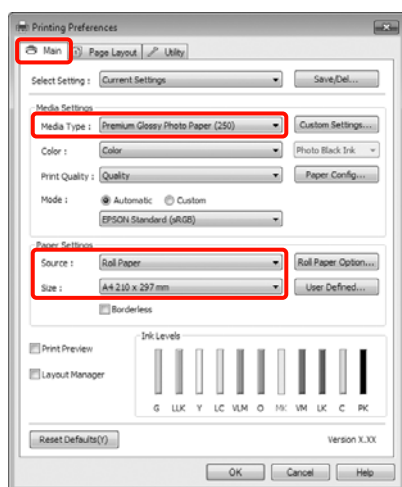 Printing Preferences
Main Page Layout Utility
Select Setting : Current Settings Save/Del...
Media Settings
Media Type : Premium Glossy Photo Paper (250) Custom Settings...
Color : Color Photo Black Ink
Print Quality : Quality Paper Config...
Mode : Automatic Custom
EPSON Standard (sRGB)
Paper Settings
Source : Roll Paper Roll Paper Option...
Size : A4 210 x 297 mm User Defined...
Borderless
Ink Levels
Print Preview
Layout Manager
G LLK Y LC VLM O MK VM LK C PK
Reset Defaults(Y) Version X.XX
OK Cancel Help